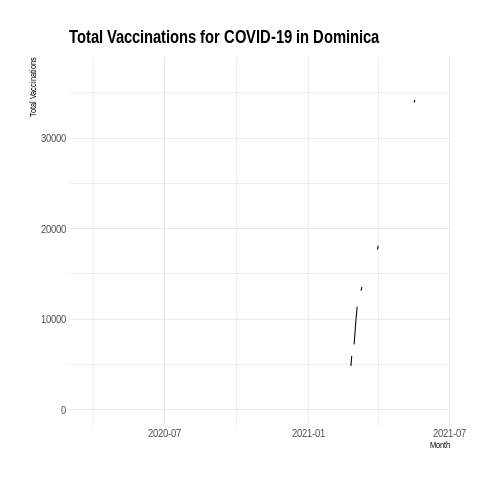 Total Vaccinations for COVID-19 in Dominica
Total Vaccinations
30000
20000
10000
0
2020-07
2021-01
2021-07
Month